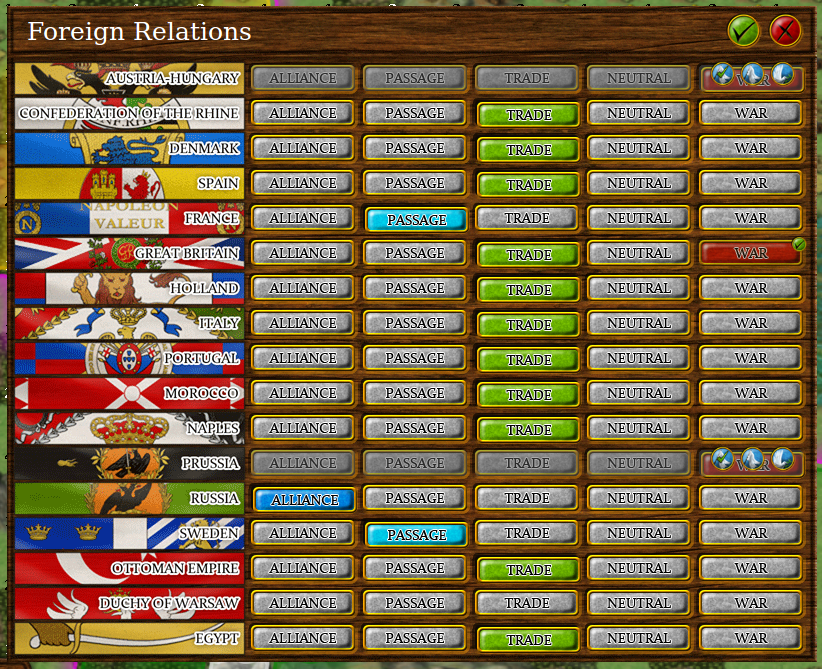 Foreign Relations
AUSTRIA-HUNGARY ALLIANCE PASSAGE TRADE NEUTRAL WAR
CONFEDERATION OF THE RHINE ALLIANCE PASSAGE TRADE NEUTRAL WAR
DENMARK ALLIANCE PASSAGE TRADE NEUTRAL WAR
SPAIN ALLIANCE PASSAGE TRADE NEUTRAL WAR
NAPOLEON
VALEUR
N
FRANCE ALLIANCE PASSAGE TRADE NEUTRAL WAR
GREAT BRITAIN ALLIANCE PASSAGE TRADE NEUTRAL WAR
HOLLAND ALLIANCE PASSAGE TRADE NEUTRAL WAR
ITALY ALLIANCE PASSAGE TRADE NEUTRAL WAR
PORTUGAL ALLIANCE PASSAGE TRADE NEUTRAL WAR
MOROCCO ALLIANCE PASSAGE TRADE NEUTRAL WAR
NAPLES ALLIANCE PASSAGE TRADE NEUTRAL WAR
PRUSSIA ALLIANCE PASSAGE TRADE NEUTRAL WAR
RUSSIA ALLIANCE PASSAGE TRADE NEUTRAL WAR
SWEDEN ALLIANCE PASSAGE TRADE NEUTRAL WAR
OTTOMAN EMPIRE ALLIANCE PASSAGE TRADE NEUTRAL WAR
DUCHY OF WARSAW ALLIANCE PASSAGE TRADE NEUTRAL WAR
EGYPT ALLIANCE PASSAGE TRADE NEUTRAL WAR